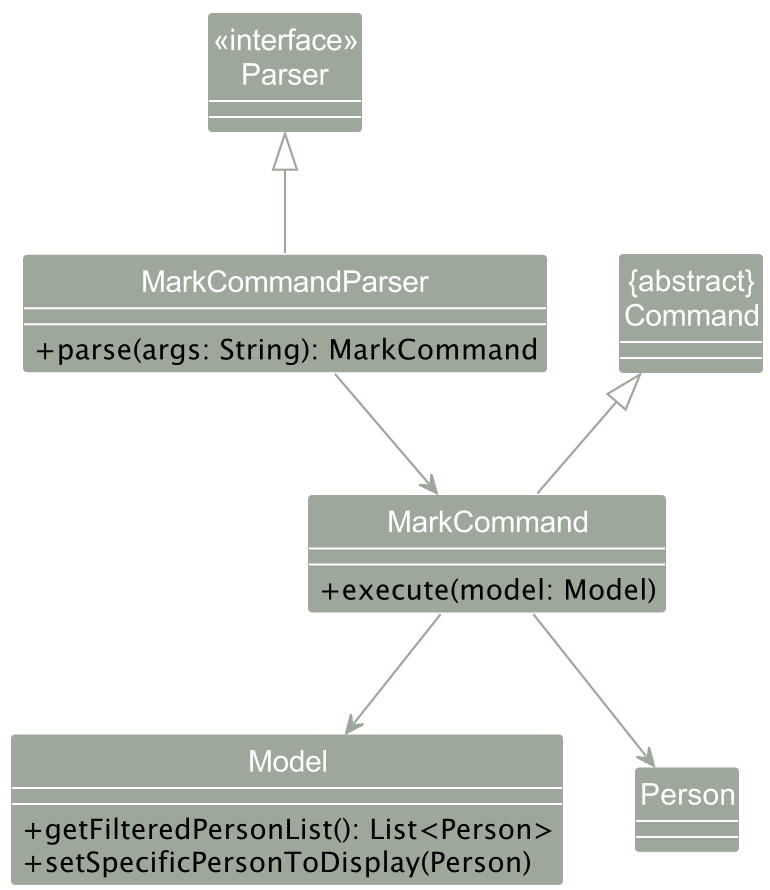 «interface»
Parser
MarkCommandParser
+parse(args: String): MarkCommand
{abstract}
Command
MarkCommand
+execute(model: Model)
Model
+getFilteredPersonList(): List<Person>
+setSpecificPersonToDisplay(Person)
Person